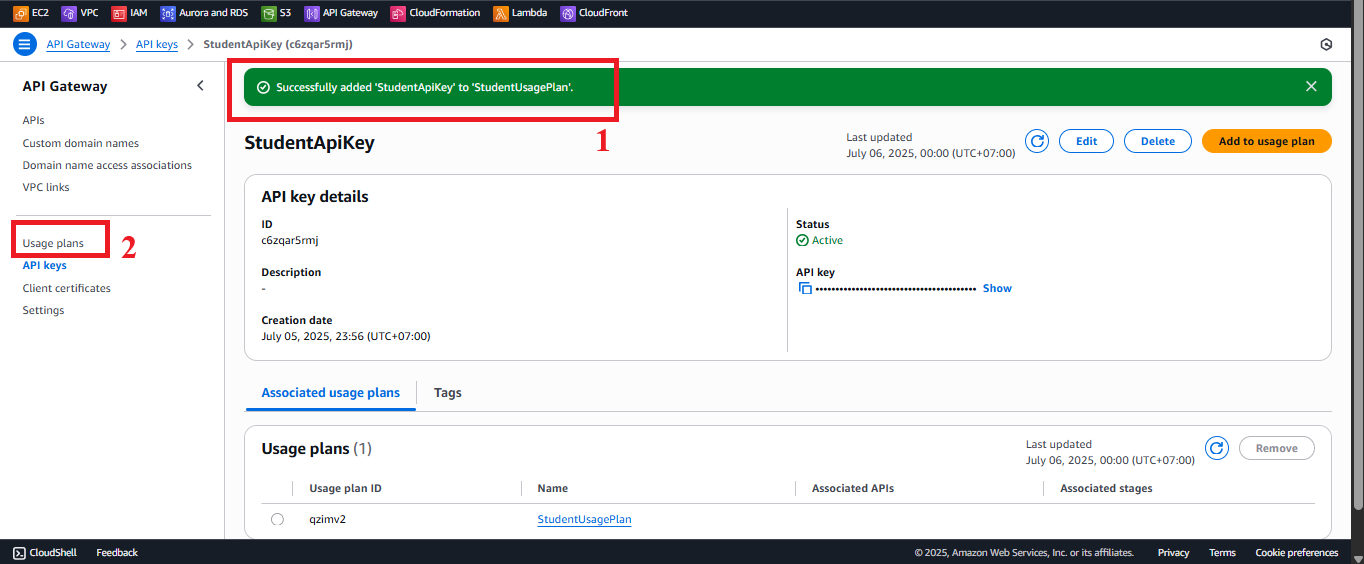 EC2 VPC IAM Aurora and RDS S3 API Gateway CloudFormation Lambda CloudFront
API Gateway > API keys > StudentApiKey (c6zqar5rmj)
API Gateway
APIs
Custom domain names
Domain name access associations
VPC links
Usage plans
2
API keys
Client certificates
Settings
Successfully added 'StudentApiKey' to 'StudentUsagePlan'.
1
StudentApiKey
Last updated
July 06, 2025, 00:00 (UTC+07:00)
Edit
Delete
Add to usage plan
API key details
ID
c6zqar5rmj
Description
-
Creation date
July 05, 2025, 23:56 (UTC+07:00)
Status
Active
API key
•••••••••••••••••••••••••••••••••••••••• Show
Associated usage plans Tags
Usage plans (1)
Last updated
July 06, 2025, 00:00 (UTC+07:00)
Remove
Usage plan ID Name Associated APIs Associated stages
qzimv2 StudentUsagePlan
CloudShell Feedback © 2025, Amazon Web Services, Inc. or its affiliates. Privacy Terms Cookie preferences